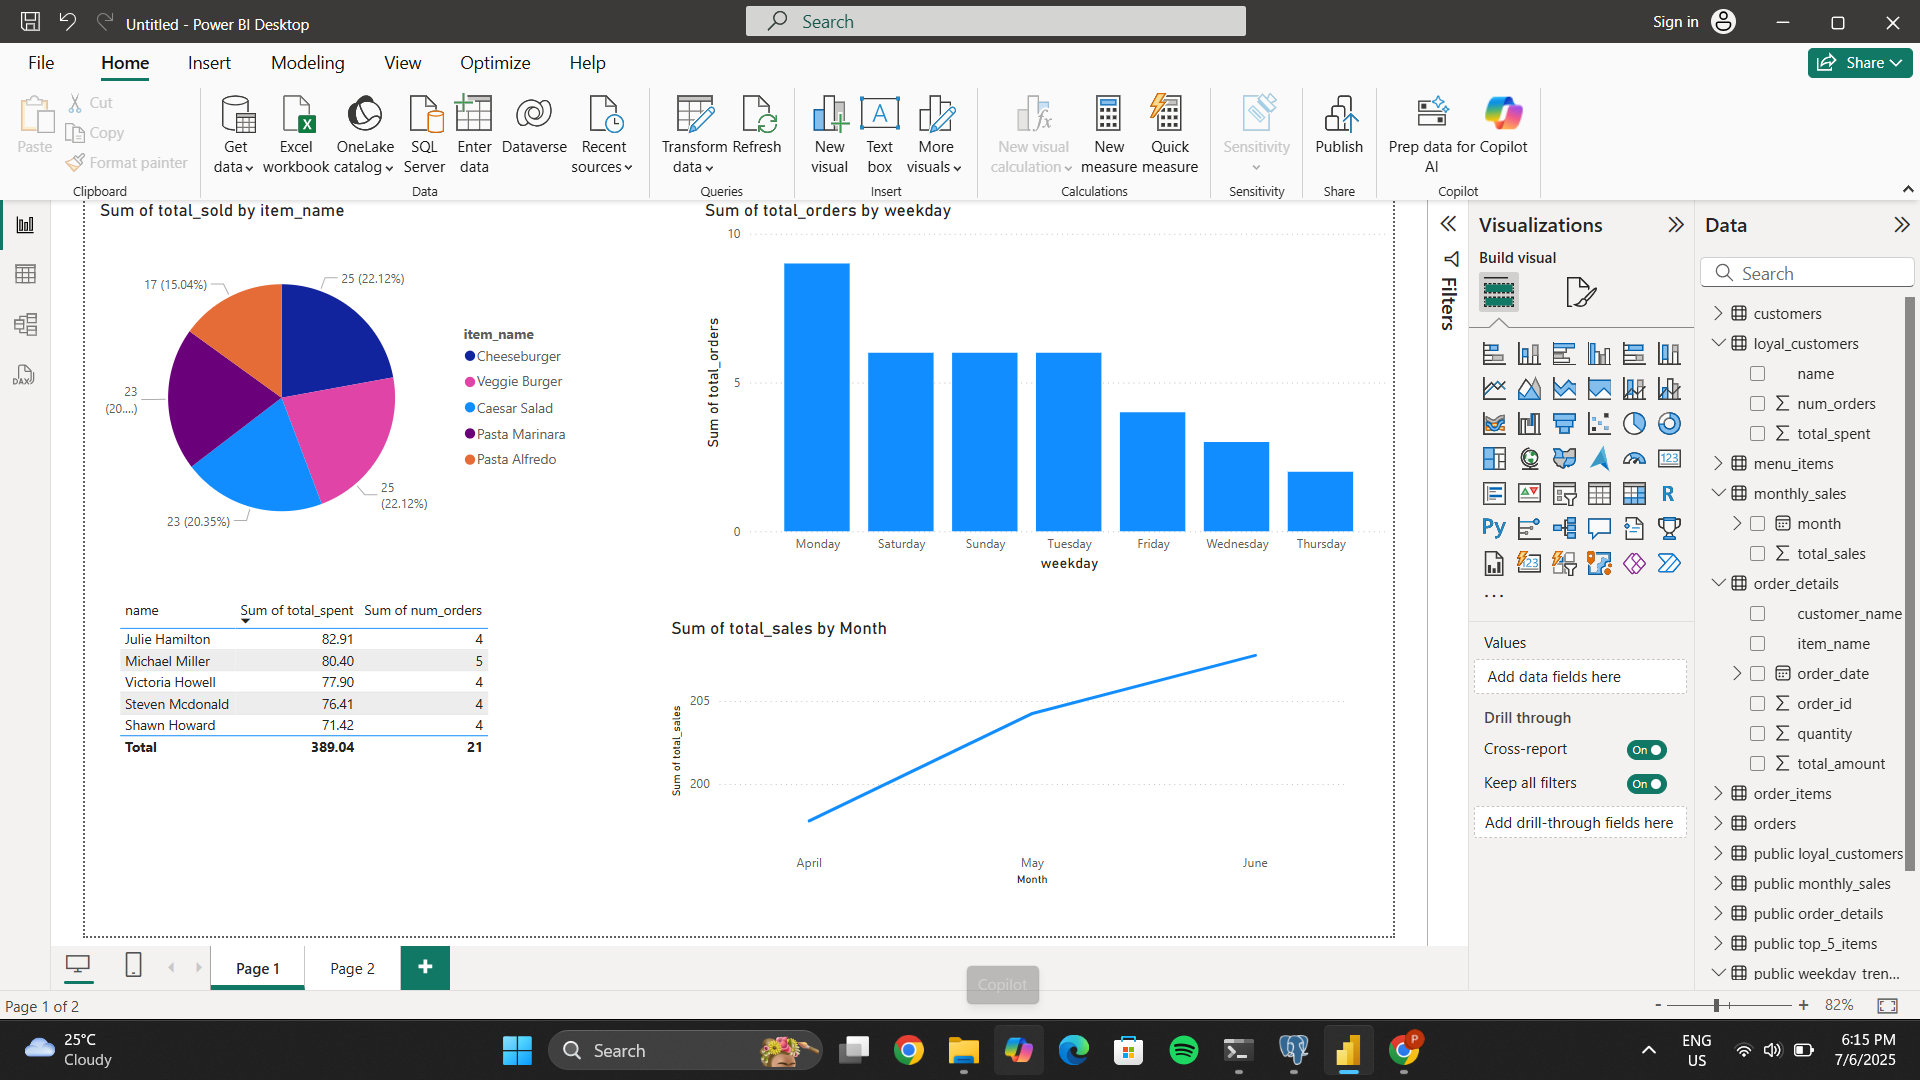 Untitled - Power BI Desktop
Search
Sign in
File
Home
Insert
Modeling
View
Optimize
Help
Share
Paste
Cut
Copy
Format painter
Clipboard
Get data
Excel workbook
OneLake catalog
SQL Server
Enter data
Dataverse
Recent sources
Data
Transform data
Refresh
Queries
New visual
Text box
More visuals
Insert
New visual calculation
New measure
Quick measure
Calculations
Sensitivity
Sensitivity
Publish
Share
Prep data for AI
Copilot
Copilot
Sum of total_sold by item_name
17 (15.04%)
25 (22.12%)
23
(20....)
25
(22.12%)
23 (20.35%)
item_name
Cheeseburger
Veggie Burger
Caesar Salad
Pasta Marinara
Pasta Alfredo
Sum of total_orders by weekday
10
5
0
Sum of total_orders
Monday Saturday Sunday Tuesday Friday Wednesday Thursday
weekday
name Sum of total_spent Sum of num_orders
Julie Hamilton 82.91 4
Michael Miller 80.40 5
Victoria Howell 77.90 4
Steven Mcdonald 76.41 4
Shawn Howard 71.42 4
Total 389.04 21
Sum of total_sales by Month
205
200
Sum of total_sales
April May June
Month
Filters
Visualizations
Build visual
123
R
Py
123
...
Values
Add data fields here
Drill through
Cross-report
On
Keep all filters
On
Add drill-through fields here
Data
Search
customers
loyal_customers
name
num_orders
total_spent
menu_items
monthly_sales
month
total_sales
order_details
customer_name
item_name
order_date
order_id
quantity
total_amount
order_items
orders
public loyal_customers
public monthly_sales
public order_details
public top_5_items
public weekday_tren...
Page 1
Page 2
+
Copilot
Page 1 of 2
- + 82%
25°C
Cloudy
Search
P
ENG
US
6:15 PM
7/6/2025